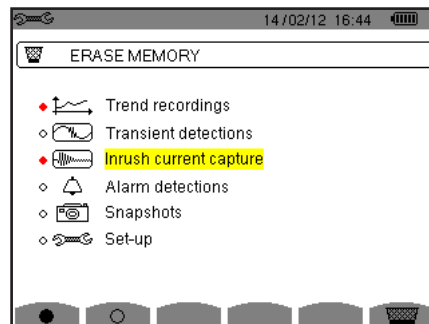 14/02/12 16:44
ERASE MEMORY
Trend recordings
Transient detections
Inrush current capture
Alarm detections
Snapshots
Set-up